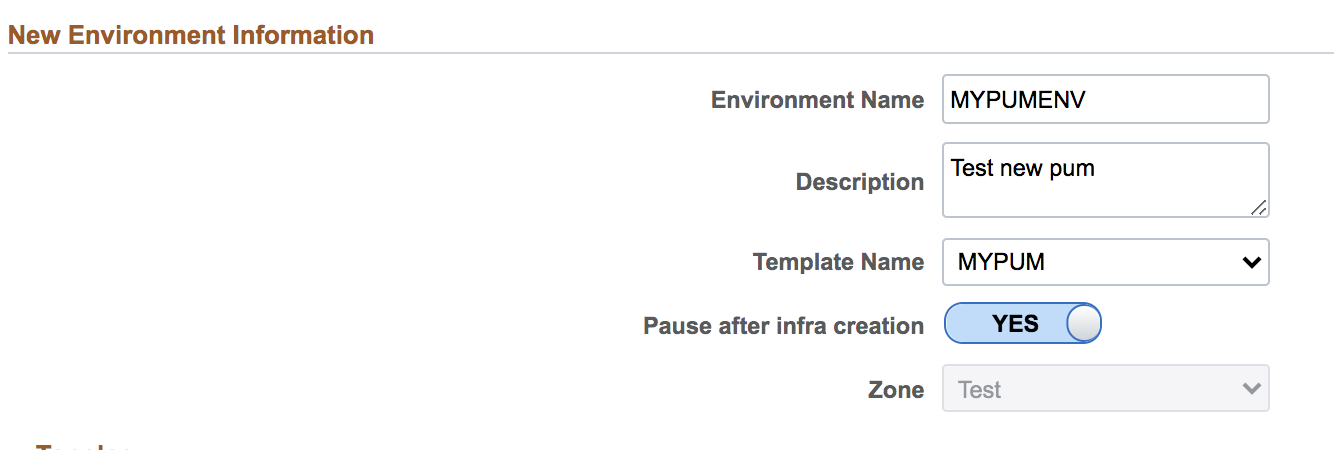 New Environment Information
Environment Name MYPUMENV
Description Test new pum
Template Name MYPUM
Pause after infra creation YES
Zone Test